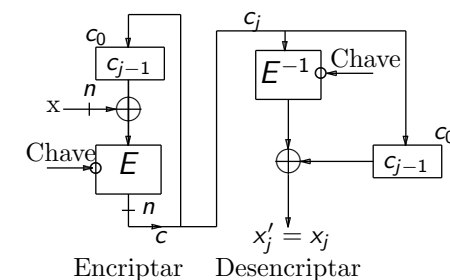 c_0
c_{j-1}
n
x
Chave
E
n
c
Encriptar
c_j
E^{-1}
Chave
c_0
c_{j-1}
x'_j = x_j
Desencriptar